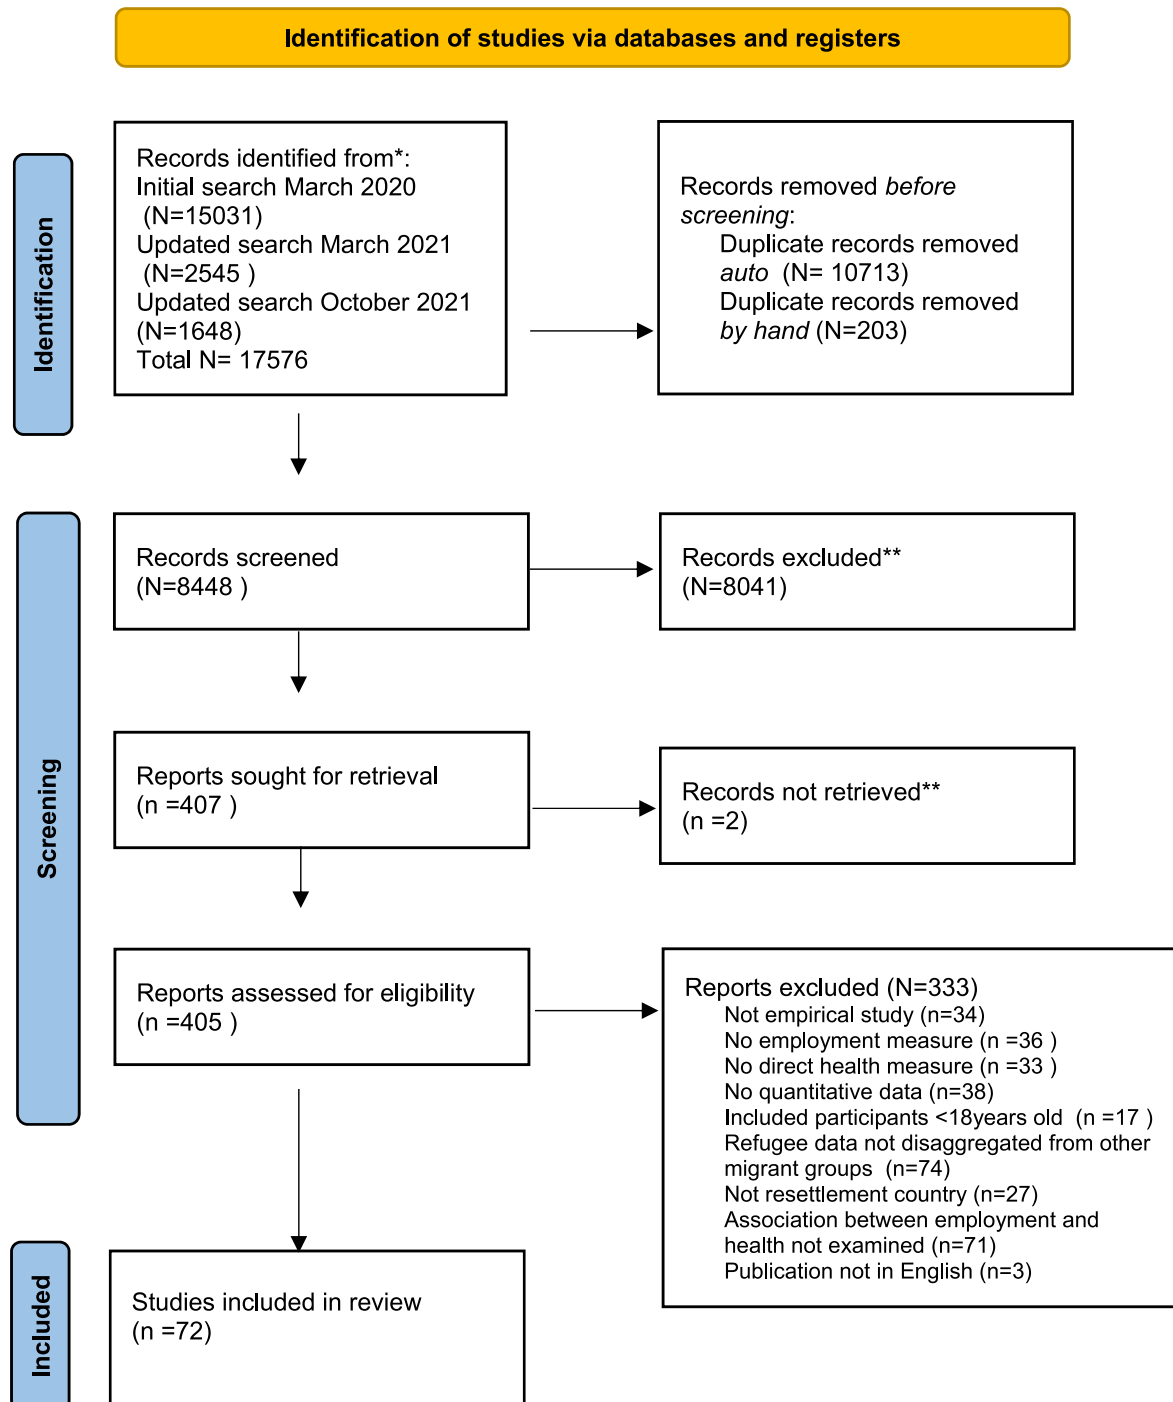 Identification of studies via databases and registers
Identification
Records identified from*:
Initial search March 2020
(N=15031)
Updated search March 2021
(N=2545 )
Updated search October 2021
(N=1648)
Total N= 17576
Records removed before
screening:
Duplicate records removed
auto  (N= 10713)
Duplicate records removed
by hand (N=203)
Screening
Records screened
(N=8448 )
Records excluded**
(N=8041)
Reports sought for retrieval
(n =407 )
Records not retrieved**
(n =2)
Reports assessed for eligibility
(n =405 )
Reports excluded (N=333)
Not empirical study (n=34)
No employment measure (n =36 )
No direct health measure (n =33 )
No quantitative data (n=38)
Included participants <18years old  (n =17 )
Refugee data not disaggregated from other
migrant groups  (n=74)
Not resettlement country (n=27)
Association between employment and
health not examined (n=71)
Publication not in English (n=3)
Included
Studies included in review
(n =72)